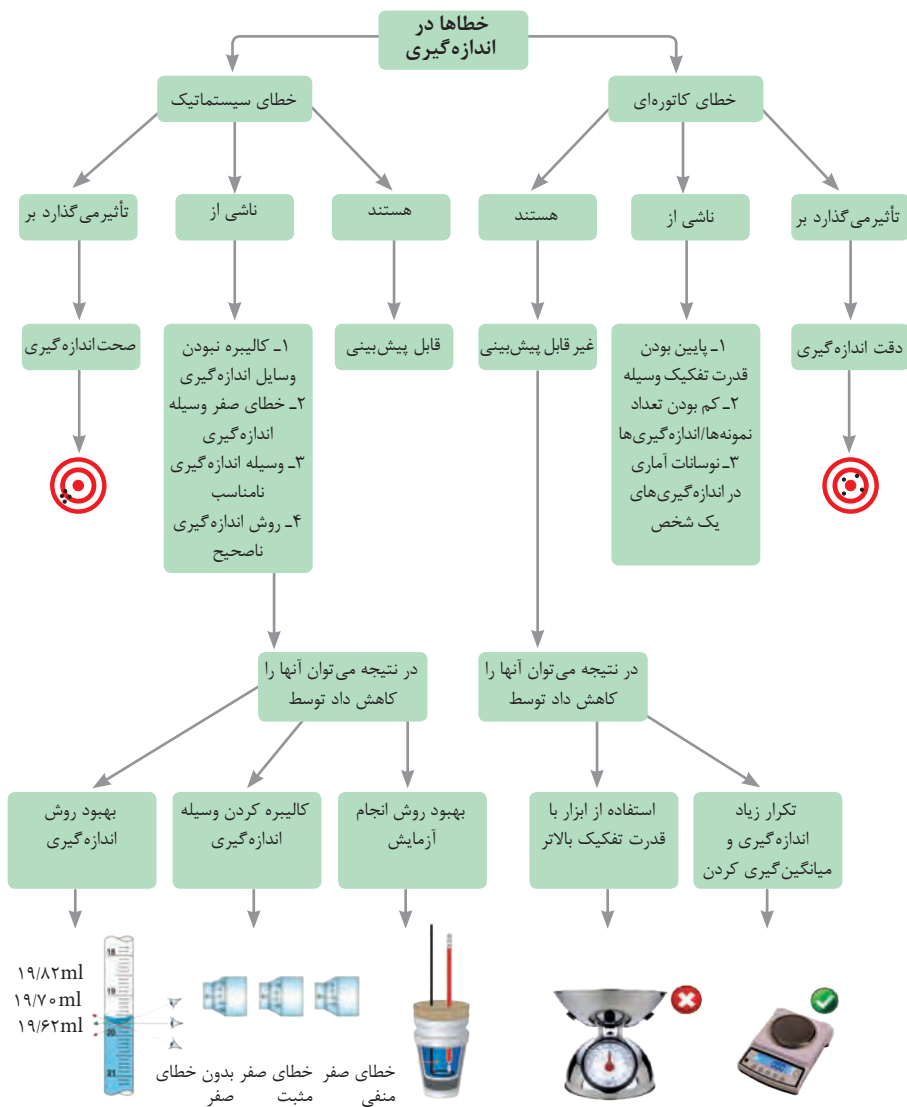 خطاها در
اندازه‌گیری
خطای کاتوره‌ای
خطای سیستماتیک
تأثیرمی‌گذارد بر
ناشی از
هستند
هستند
ناشی از
تأثیرمی‌گذارد بر
دقت اندازه‌گیری
۱ـ پایین بودن
قدرت تفکیک وسیله
۲ـ کم بودن تعداد
نمونه‌ها/اندازه‌گیری‌ها
۳ـ نوسانات آماری
در اندازه‌گیری‌های
یک شخص
غیر قابل پیش‌بینی
قابل پیش‌بینی
۱ـ کالیبره نبودن
وسایل اندازه‌گیری
۲ـ خطای صفر وسیله
اندازه‌گیری
۳ـ وسیله اندازه‌گیری
نامناسب
۴ـ روش اندازه‌گیری
ناصحیح
صحت‌اندازه‌گیری
در نتیجه می‌توان آنها را
کاهش داد توسط
در نتیجه می‌توان آنها را
کاهش داد توسط
تکرار زیاد
اندازه‌گیری و
میانگین‌گیری کردن
استفاده از ابزار با
قدرت تفکیک بالاتر
بهبود روش انجام
آزمایش
کالیبره کردن وسیله
اندازه‌گیری
بهبود روش
اندازه‌گیری
18
19
20
21
۱۹/۸۲ml
۱۹/۷۰ml
۱۹/۶۲ml
خطای صفر
منفی
خطای صفر
مثبت
بدون خطای
صفر